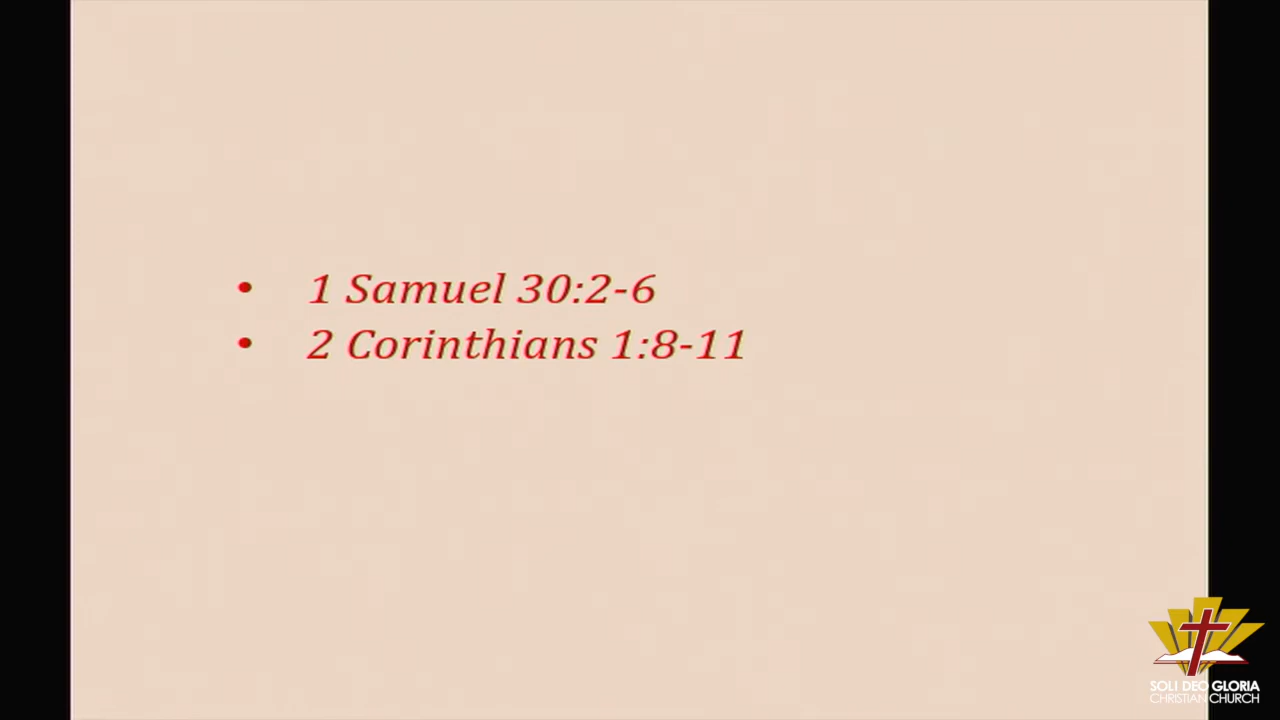 • 1 Samuel 30:2-6
• 2 Corinthians 1:8-11
SOLI DEO GLORIA
CHRISTIAN CHURCH